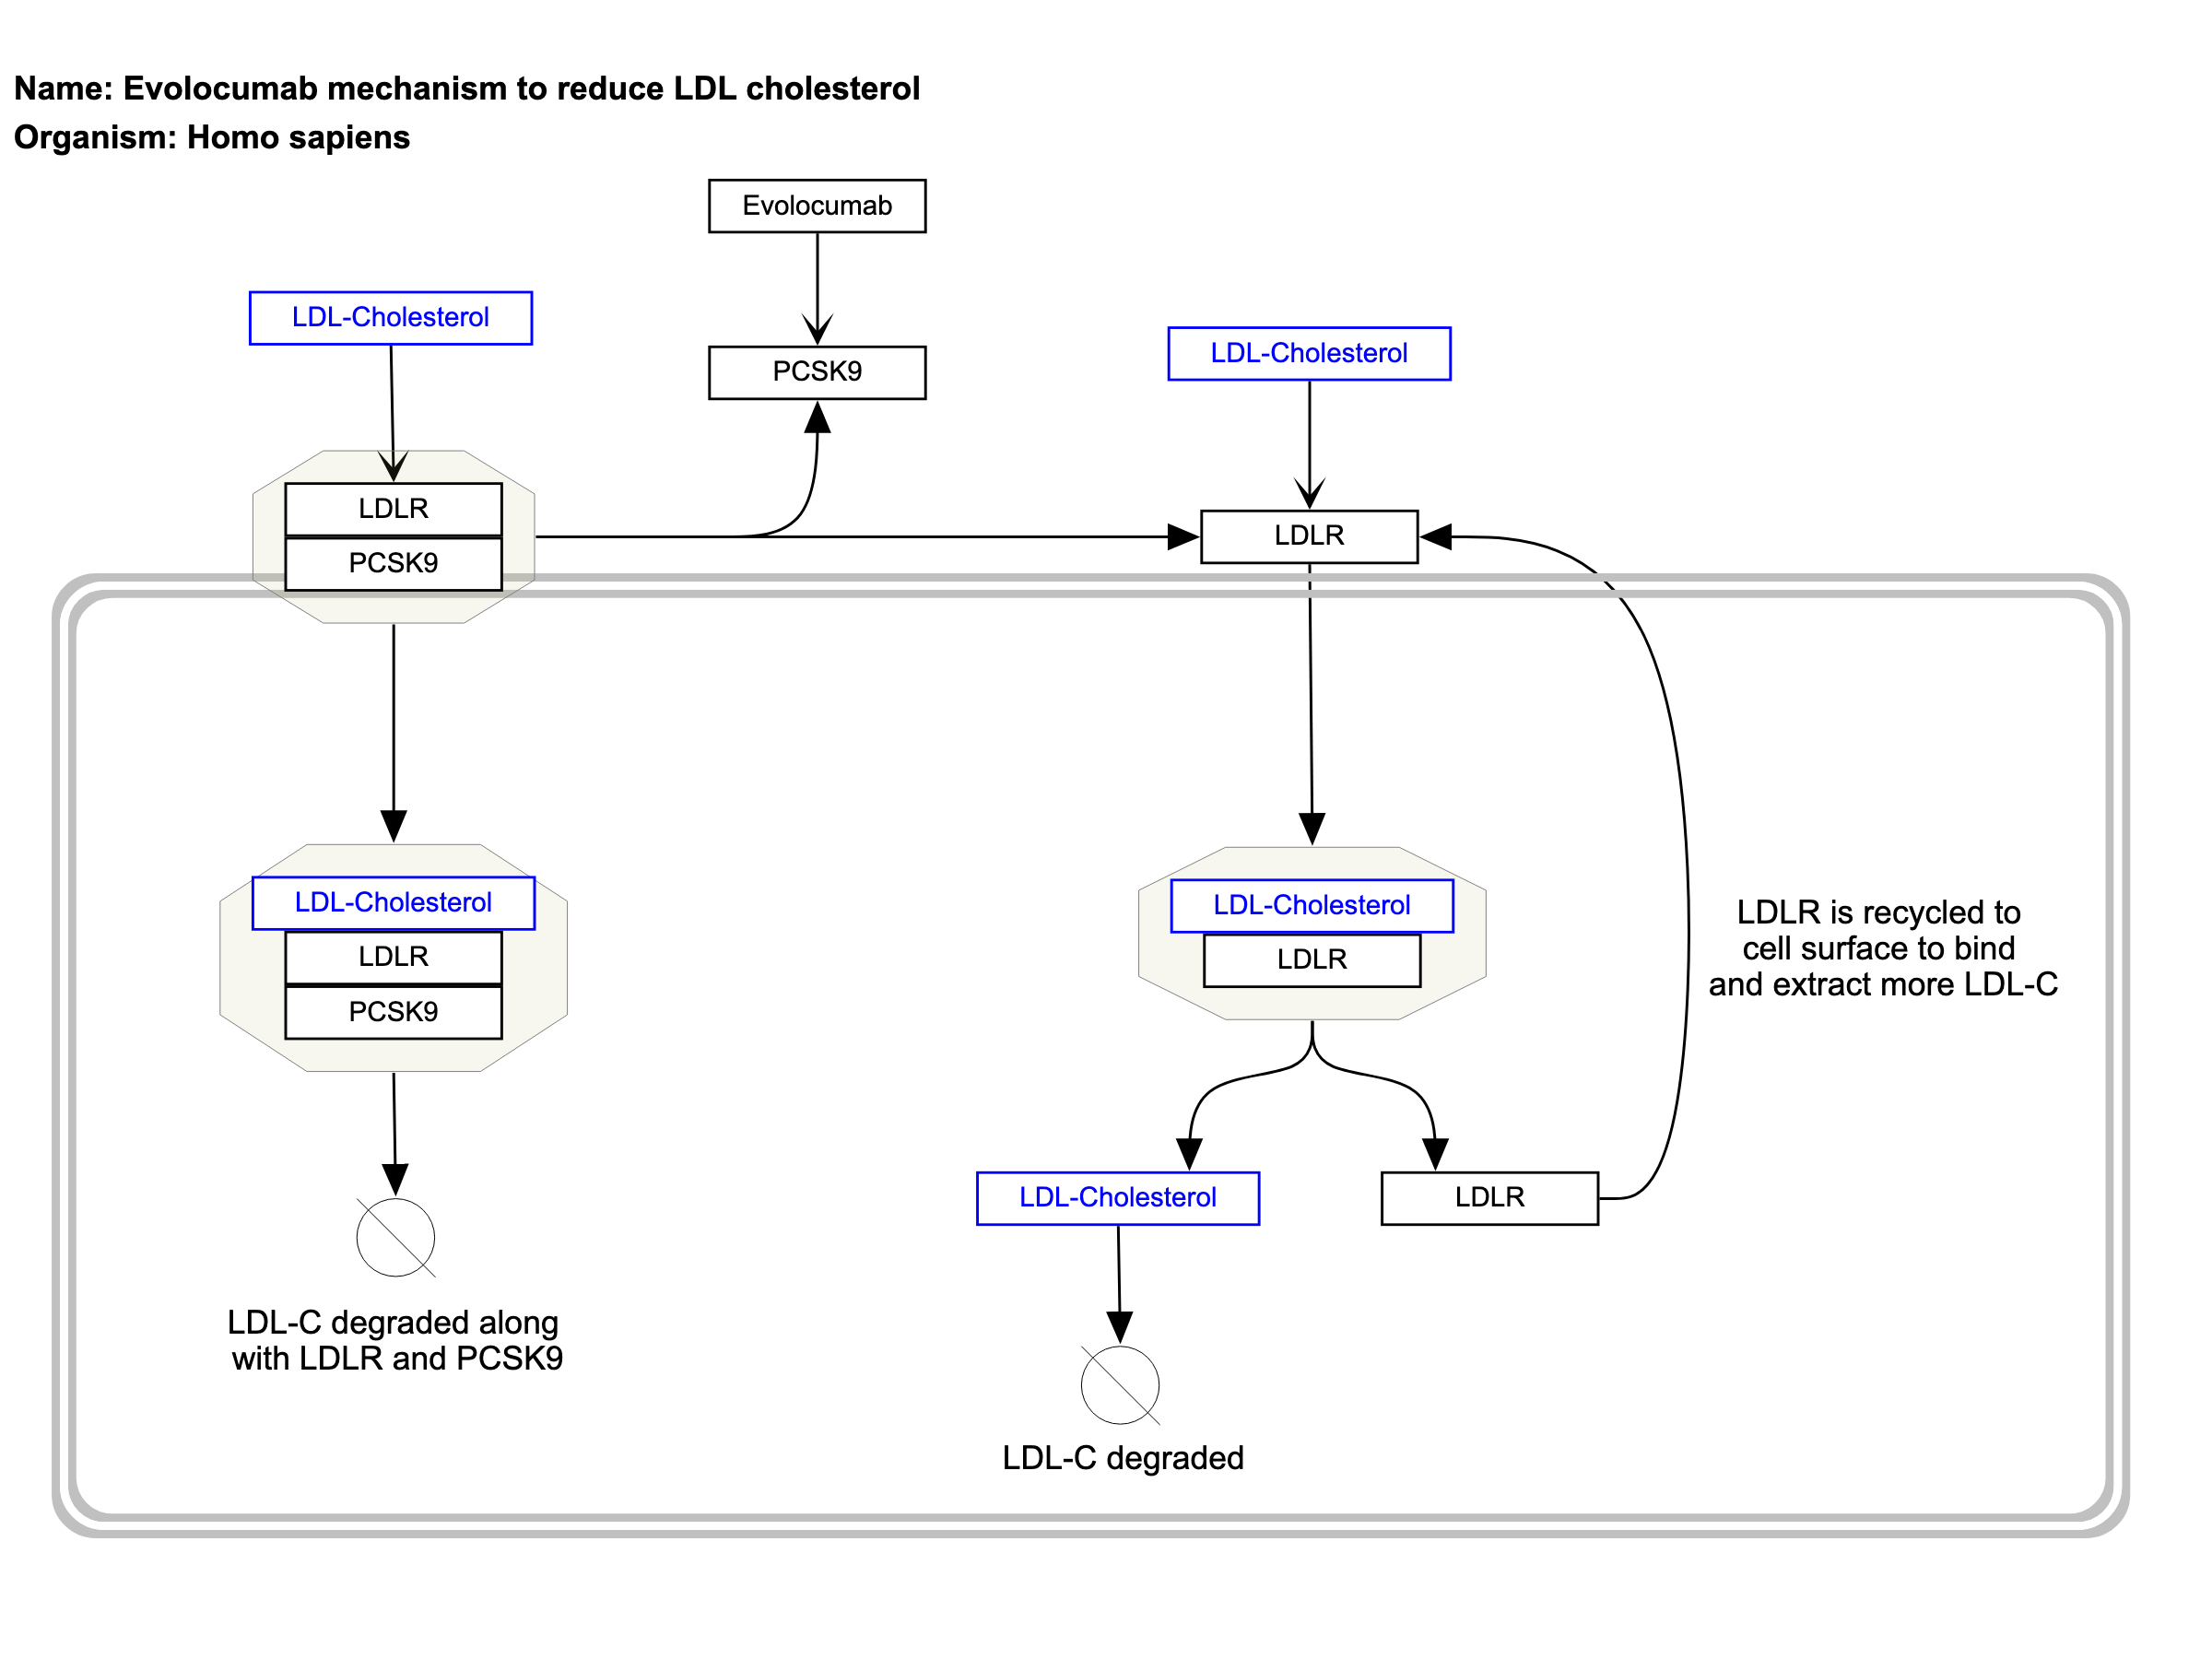 Name: Evolocumab mechanism to reduce LDL cholesterol
Organism: Homo sapiens
Evolocumab
LDL-Cholesterol
PCSK9
LDL-Cholesterol
LDLR
PCSK9
LDLR
LDL-Cholesterol
LDLR
PCSK9
LDL-Cholesterol
LDLR
LDLR is recycled to
cell surface to bind
and extract more LDL-C
LDL-Cholesterol
LDLR
LDL-C degraded along
with LDLR and PCSK9
LDL-C degraded